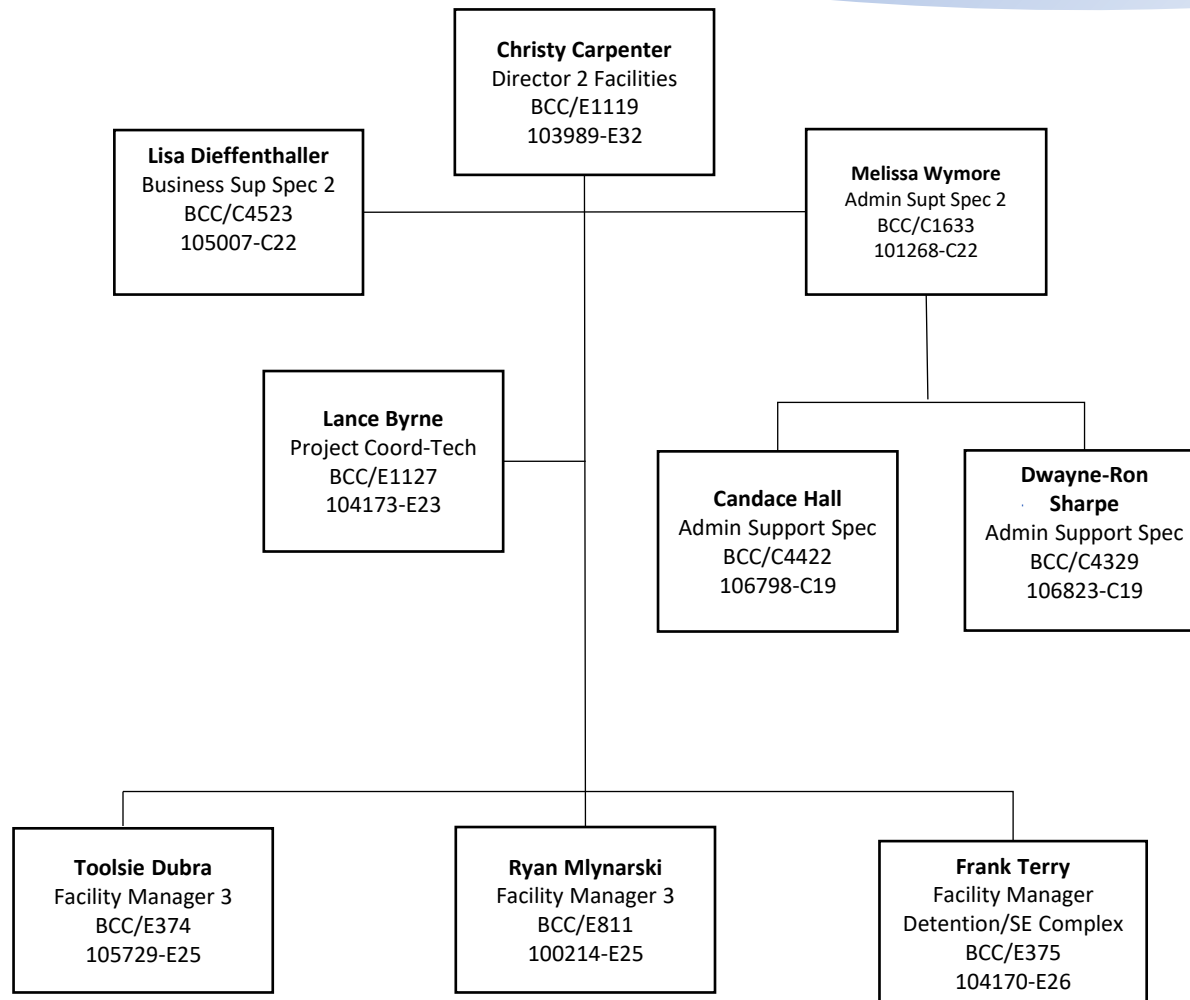 Christy Carpenter
Director 2 Facilities
BCC/E1119
103989-E32
Lisa Dieffenthaller
Business Sup Spec 2
BCC/C4523
105007-C22
Melissa Wymore
Admin Supt Spec 2
BCC/C1633
101268-C22
Lance Byrne
Project Coord-Tech
BCC/E1127
104173-E23
Candace Hall
Admin Support Spec
BCC/C4422
106798-C19
Dwayne-Ron
Sharpe
Admin Support Spec
BCC/C4329
106823-C19
Toolsie Dubra
Facility Manager 3
BCC/E374
105729-E25
Ryan Mlynarski
Facility Manager 3
BCC/E811
100214-E25
Frank Terry
Facility Manager
Detention/SE Complex
BCC/E375
104170-E26